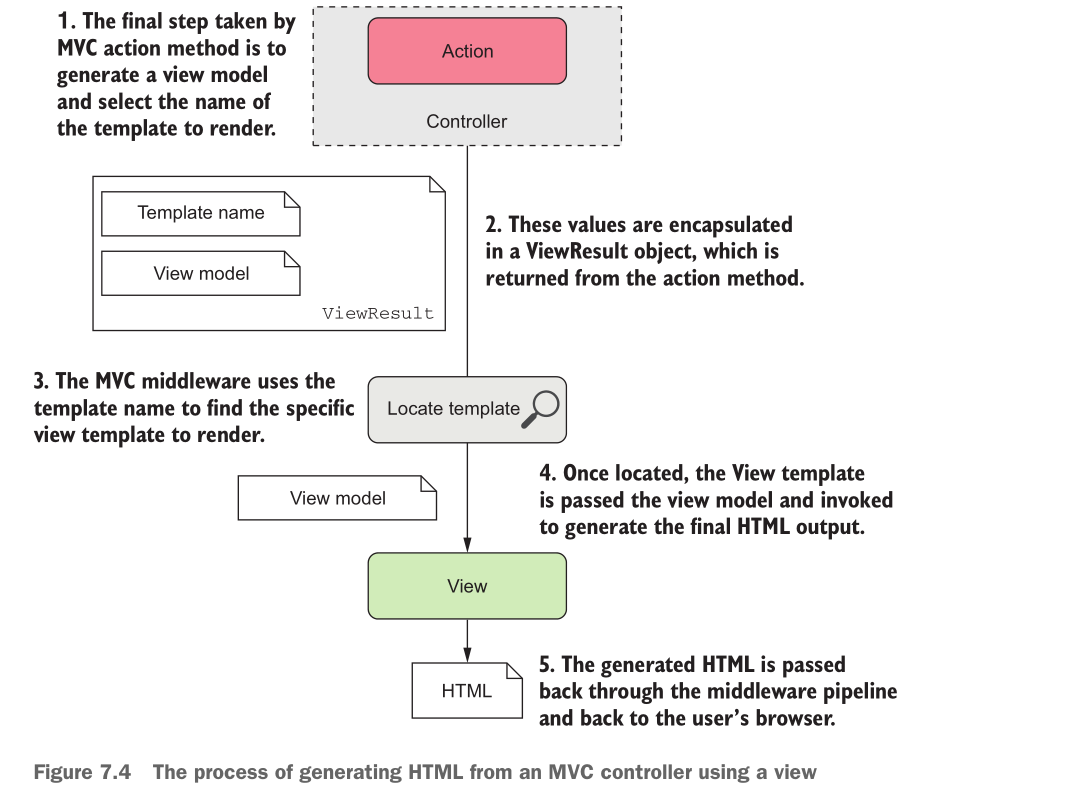 1. The final step taken by
MVC action method is to
generate a view model
and select the name of
the template to render.
Action
Controller
Template name
View model
ViewResult
2. These values are encapsulated
in a ViewResult object, which is
returned from the action method.
3. The MVC middleware uses the
template name to find the specific
view template to render.
Locate template
View model
4. Once located, the View template
is passed the view model and invoked
to generate the final HTML output.
View
HTML
5. The generated HTML is passed
back through the middleware pipeline
and back to the user's browser.
Figure 7.4 The process of generating HTML from an MVC controller using a view